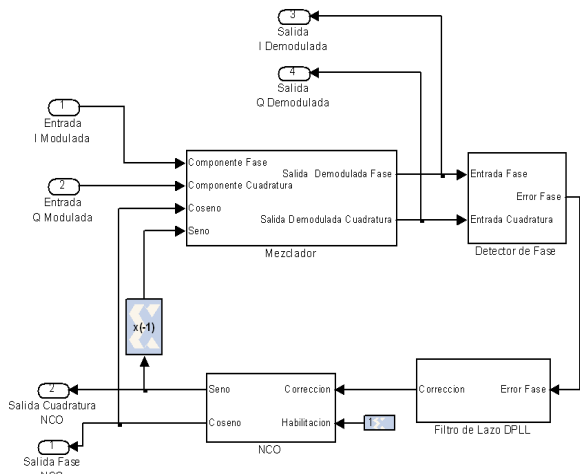 3
Salida
I Demodulada
4
Salida
Q Demodulada
1
Entrada
I Modulada
2
Entrada
Q Modulada
Componente Fase
Componente Cuadratura
Coseno
Seno
Salida Demodulada Fase
Salida Demodulada Cuadratura
Mezclador
Entrada Fase
Error Fase
Entrada Cuadratura
Detector de Fase
x(-1)
2
Salida Cuadratura
NCO
1
Salida Fase
NCO
Seno
Coseno
Correccion
Habilitacion
NCO
1
Correccion
Error Fase
Filtro de Lazo DPLL